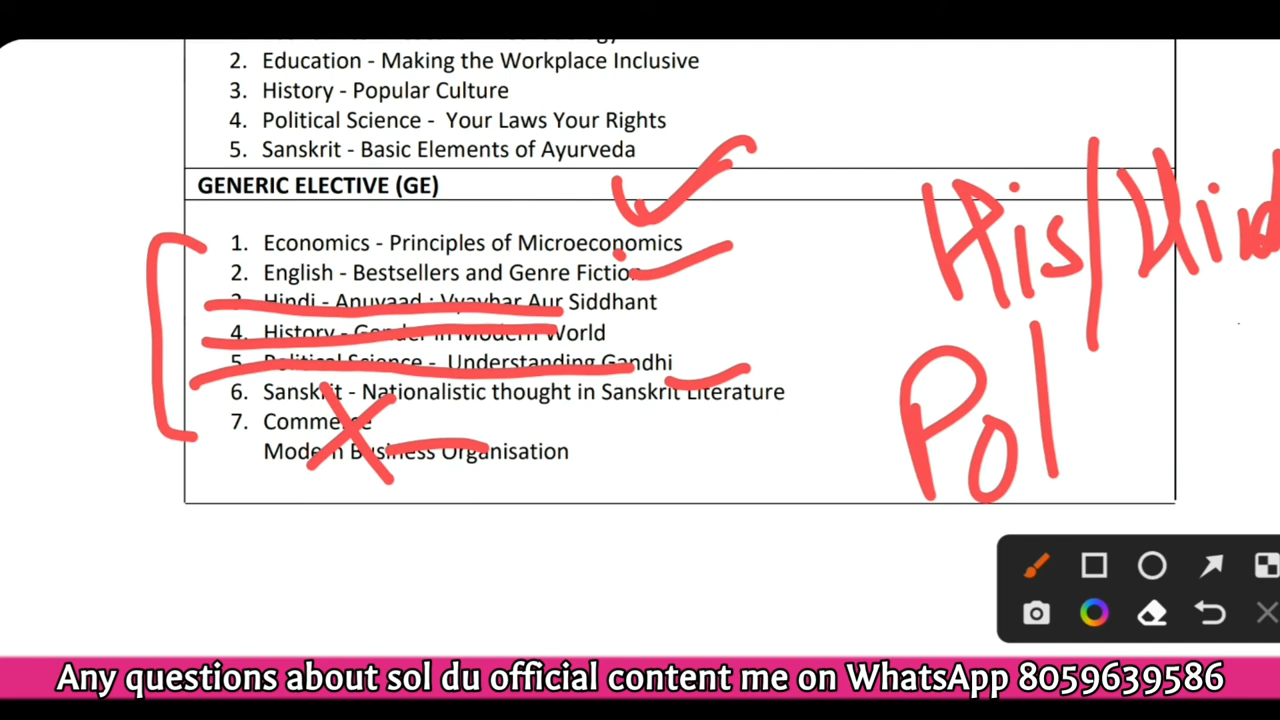 2. Education - Making the Workplace Inclusive
3. History - Popular Culture
4. Political Science - Your Laws Your Rights
5. Sanskrit - Basic Elements of Ayurveda
GENERIC ELECTIVE (GE)
1. Economics - Principles of Microeconomics
2. English - Bestsellers and Genre Fiction
3. Hindi - Anuvaad : Vyavhar Aur Siddhant
4. History - Gender in Modern World
5. Political Science - Understanding Gandhi
6. Sanskrit - Nationalistic thought in Sanskrit Literature
7. Commerce
Modern Business Organisation
His/Hind
Pol
Any questions about sol du official content me on WhatsApp 8059639586